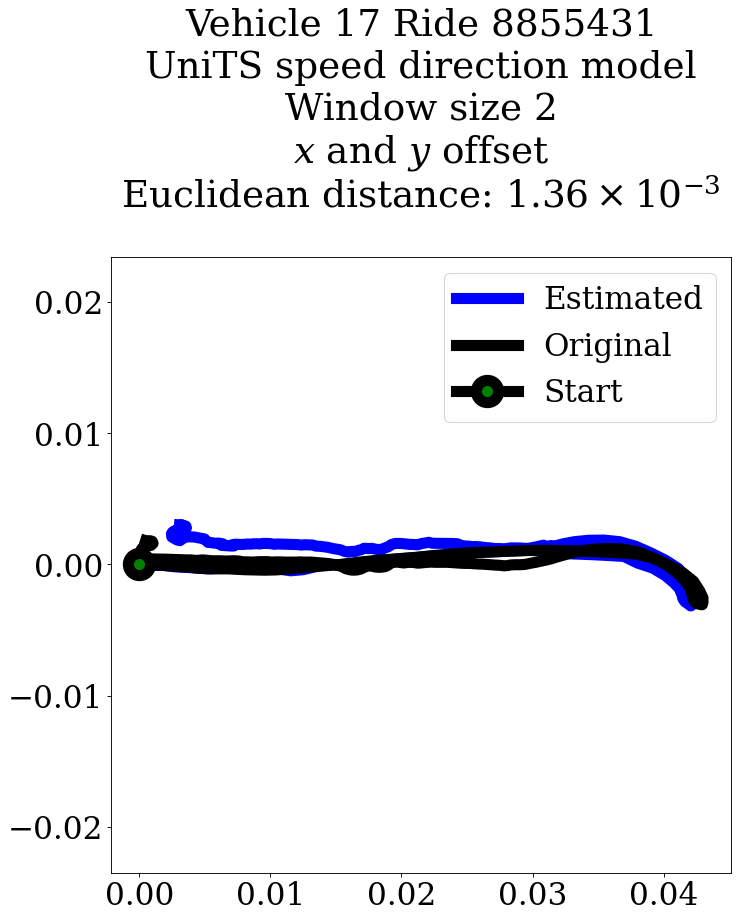 Vehicle 17 Ride 8855431
UniTS speed direction model
Window size 2
x and y offset
Euclidean distance: 1.36 × 10⁻³
Estimated
Original
Start
0.02
0.01
0.00
−0.01
−0.02
0.00 0.01 0.02 0.03 0.04